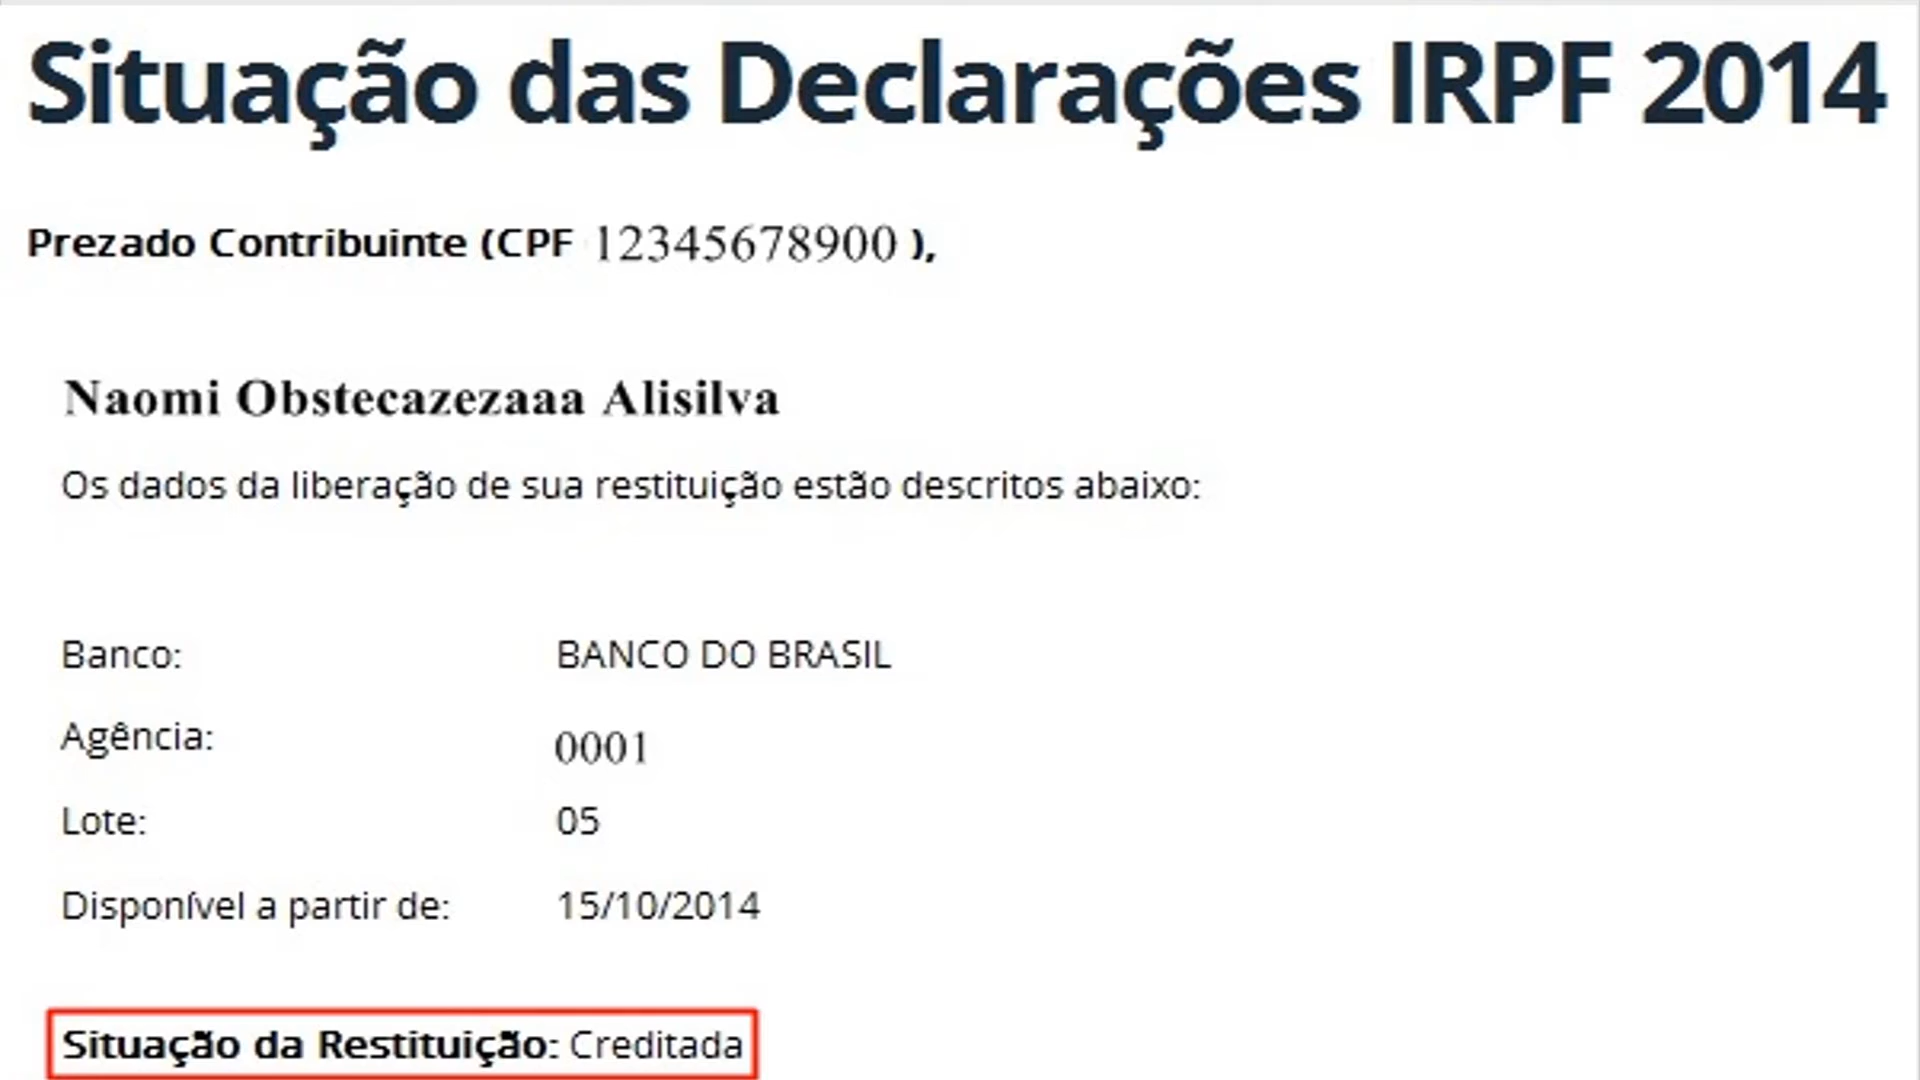 Situação das Declarações IRPF 2014
Prezado Contribuinte (CPF 12345678900 ),
Naomi Obstecazezaaa Alisilva
Os dados da liberação de sua restituição estão descritos abaixo:
Banco: BANCO DO BRASIL
Agência: 0001
Lote: 05
Disponível a partir de: 15/10/2014
Situação da Restituição: Creditada